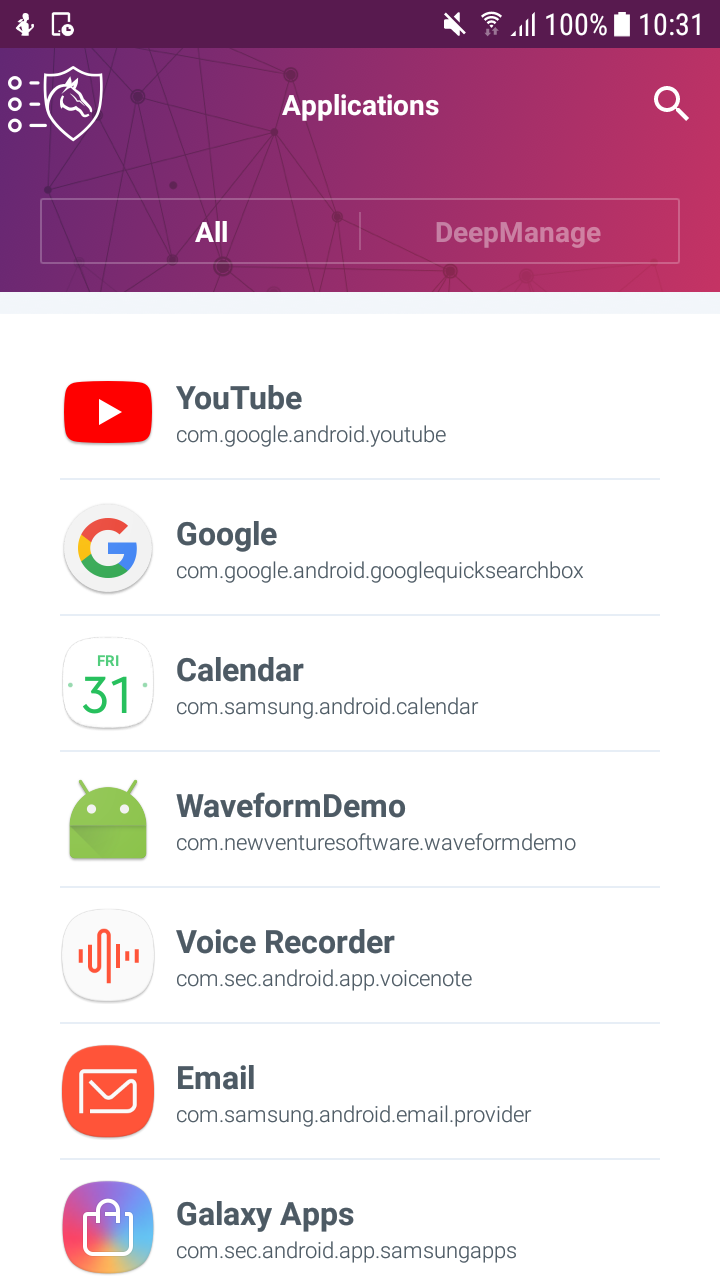 100% 10:31
Applications
All DeepManage
YouTube
com.google.android.youtube
Google
com.google.android.googlequicksearchbox
FRI
31
Calendar
com.samsung.android.calendar
WaveformDemo
com.newventuresoftware.waveformdemo
Voice Recorder
com.sec.android.app.voicenote
Email
com.samsung.android.email.provider
Galaxy Apps
com.sec.android.app.samsungapps